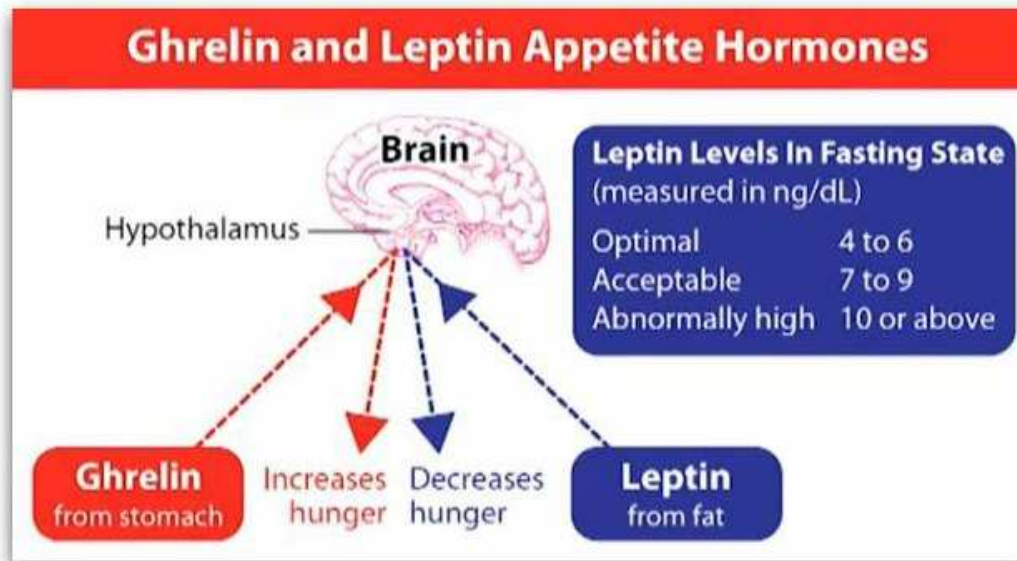 Ghrelin and Leptin Appetite Hormones
Brain
Hypothalamus
Leptin Levels In Fasting State
(measured in ng/dL)
Optimal 4 to 6
Acceptable 7 to 9
Abnormally high 10 or above
Ghrelin
from stomach
Increases
hunger
Decreases
hunger
Leptin
from fat